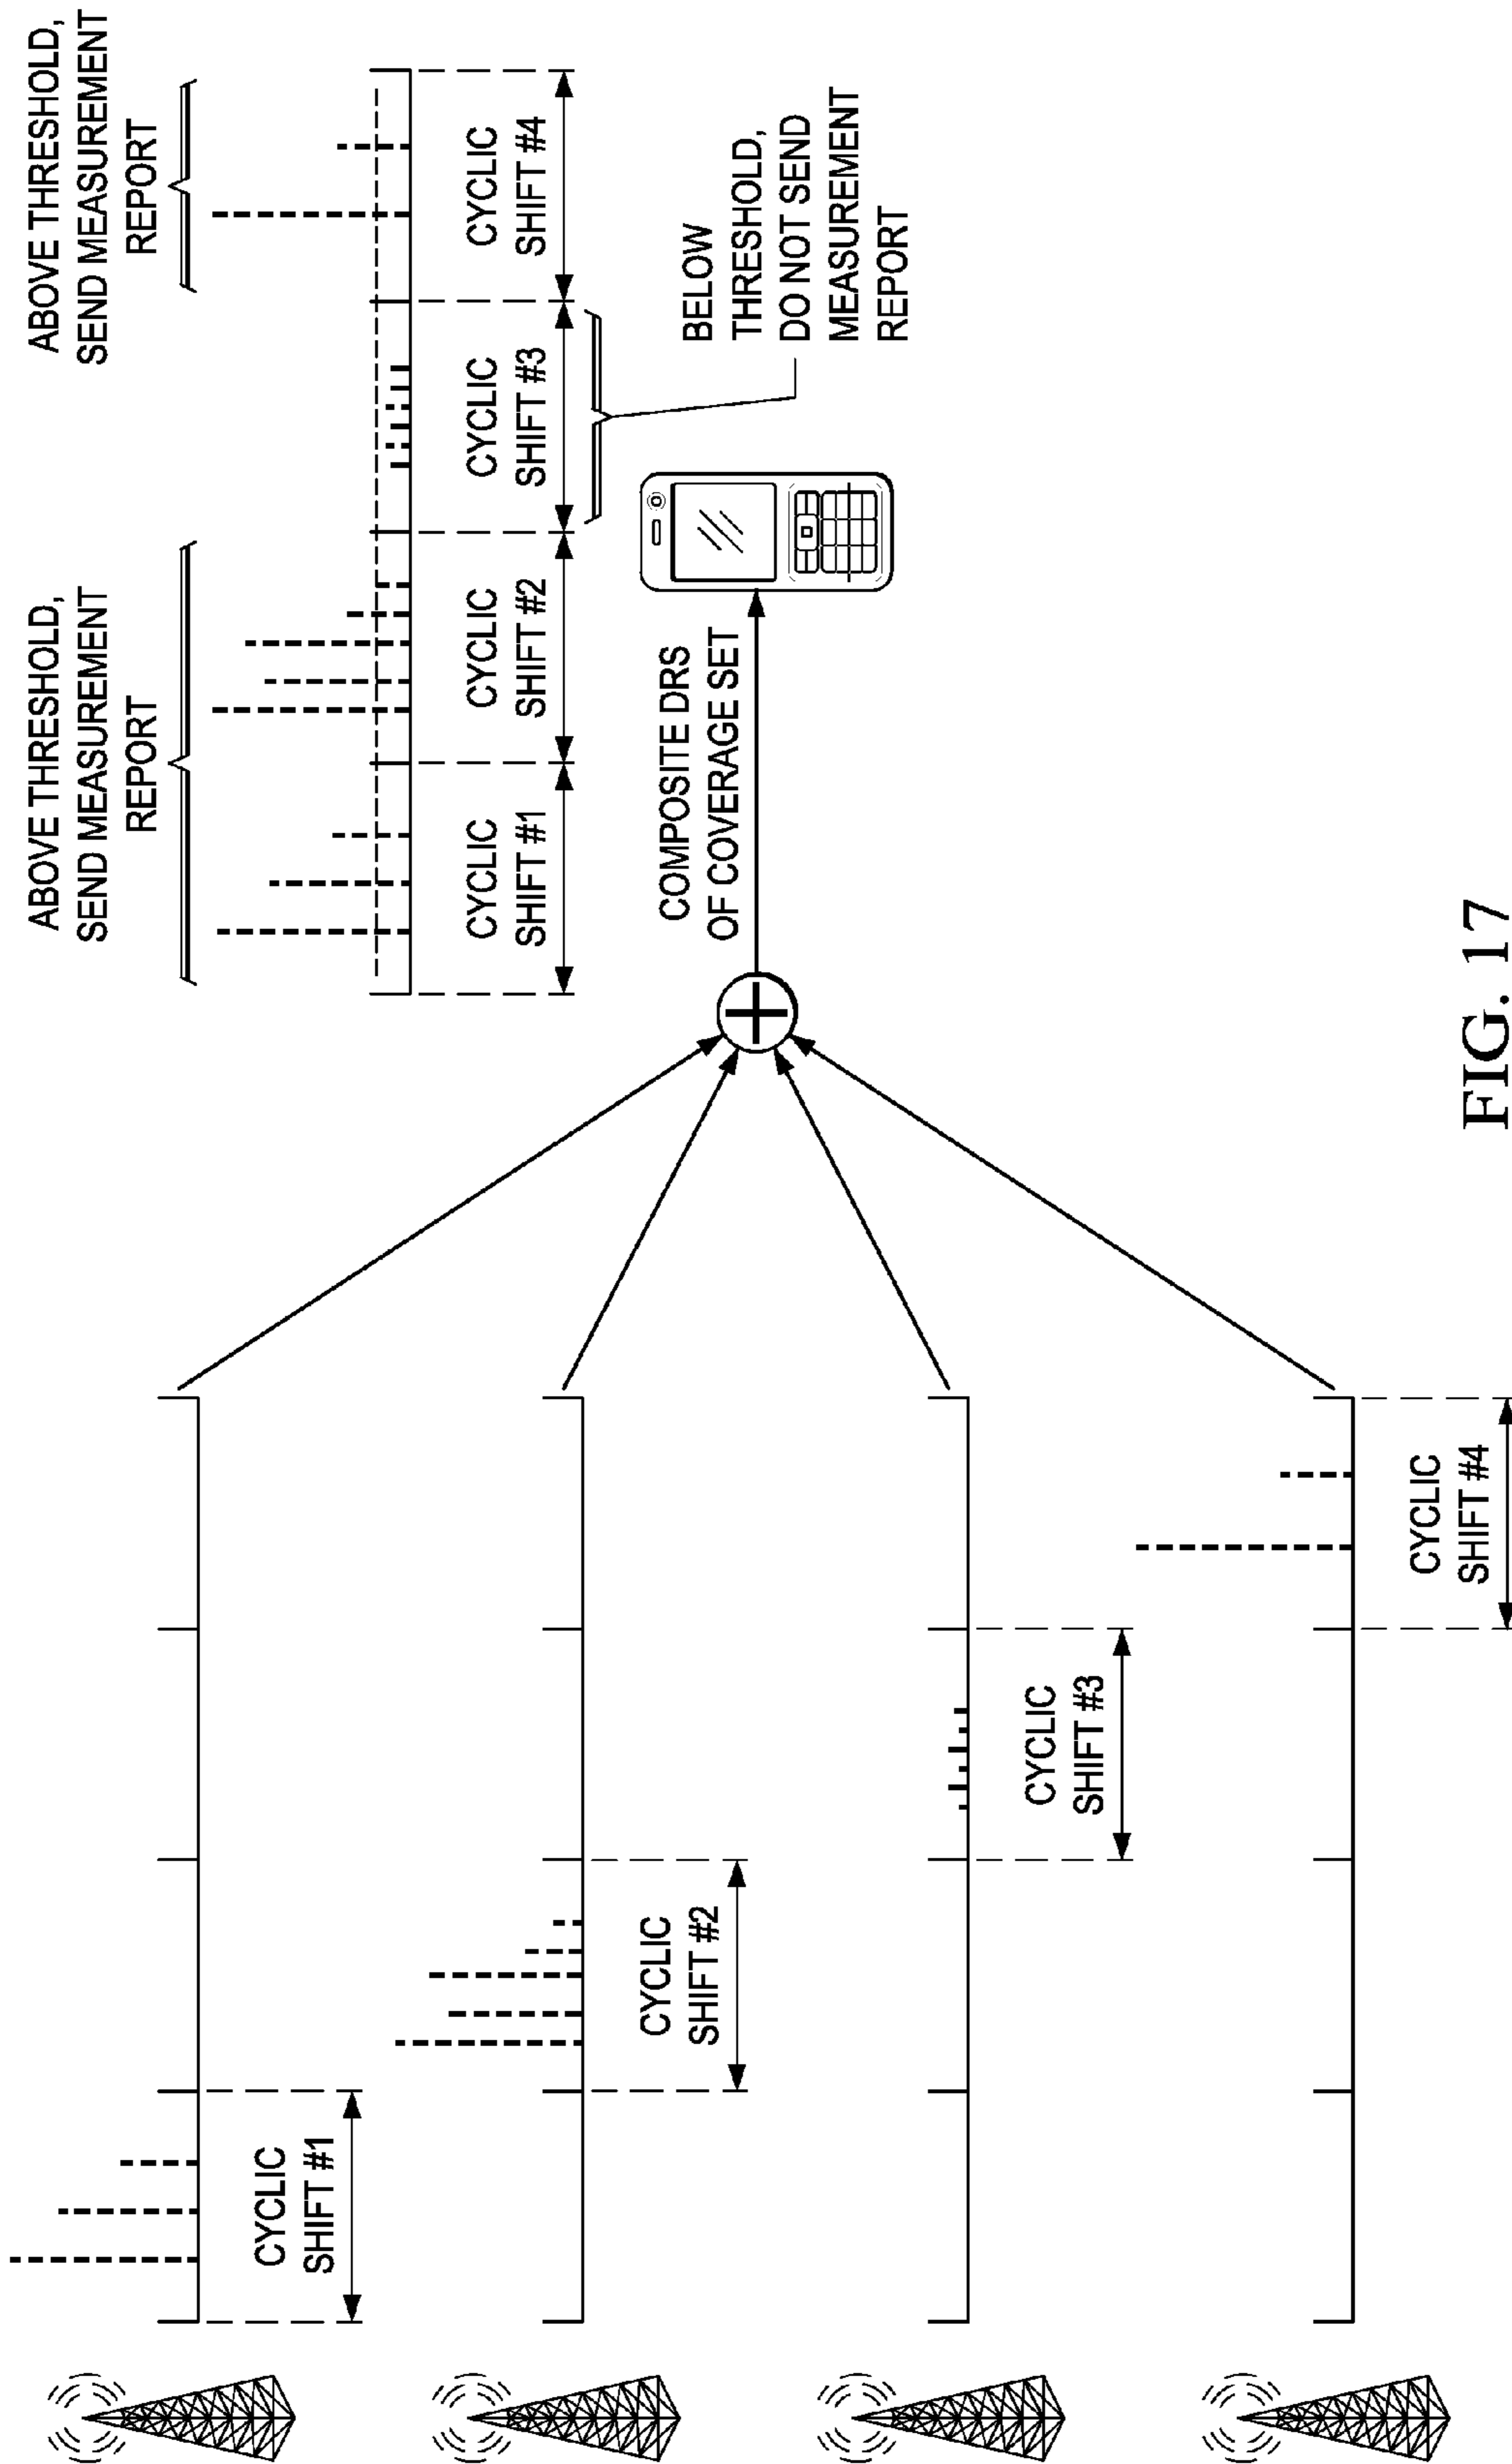 CYCLIC
SHIFT #1
CYCLIC
SHIFT #2
CYCLIC
SHIFT #3
CYCLIC
SHIFT #4
COMPOSITE DRS
OF COVERAGE SET
ABOVE THRESHOLD,
SEND MEASUREMENT
REPORT
ABOVE THRESHOLD,
SEND MEASUREMENT
REPORT
CYCLIC
SHIFT #1
CYCLIC
SHIFT #2
CYCLIC
SHIFT #3
CYCLIC
SHIFT #4
BELOW
THRESHOLD,
DO NOT SEND
MEASUREMENT
REPORT
FIG. 17